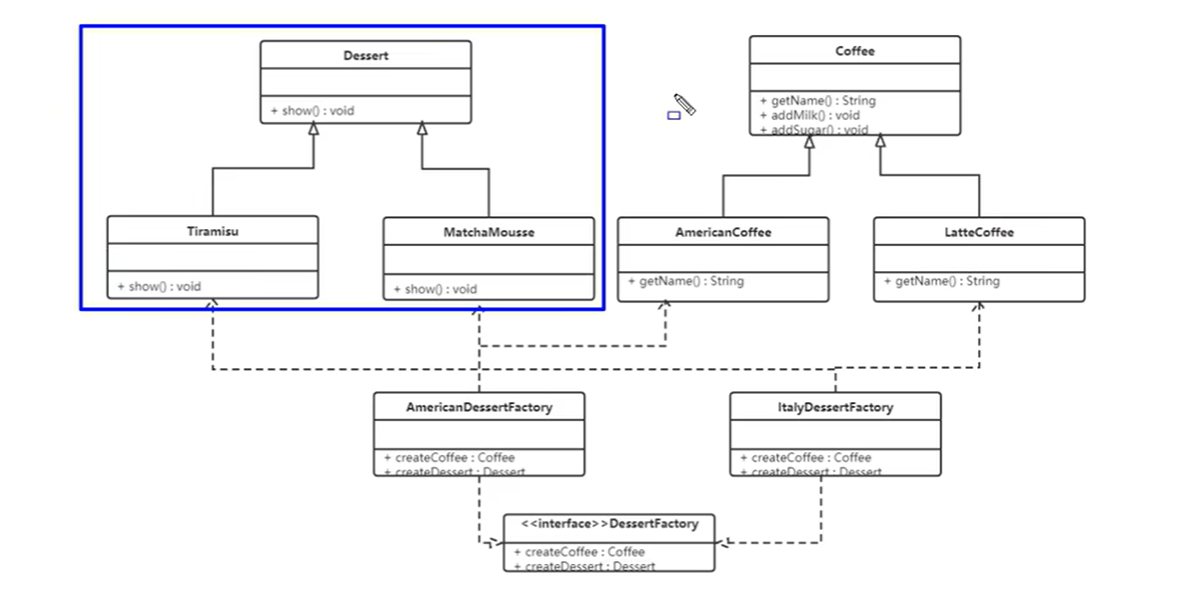 Dessert
+ show() : void
Coffee
+ getName() : String
+ addMilk() : void
+ addSugar() : void
Tiramisu
+ show() : void
MatchaMousse
+ show() : void
AmericanCoffee
+ getName() : String
LatteCoffee
+ getName() : String
AmericanDessertFactory
+ createCoffee : Coffee
+ createDessert : Dessert
ItalyDessertFactory
+ createCoffee : Coffee
+ createDessert : Dessert
<<interface>>DessertFactory
+ createCoffee : Coffee
+ createDessert : Dessert